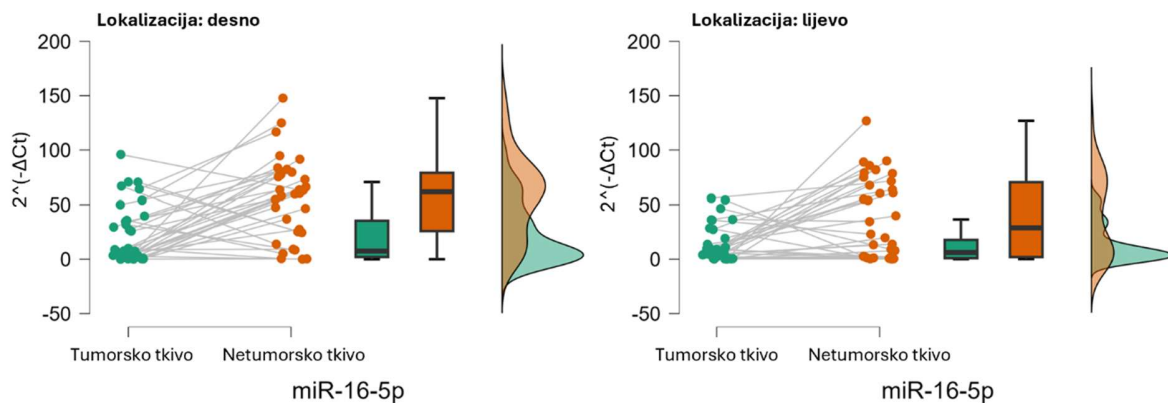 Lokalizacija: desno
200
150
100
50
0
-50
2^(-ΔCt)
Tumorsko tkivo
Netumorsko tkivo
miR-16-5p
Lokalizacija: lijevo
200
150
100
50
0
-50
2^(-ΔCt)
Tumorsko tkivo
Netumorsko tkivo
miR-16-5p